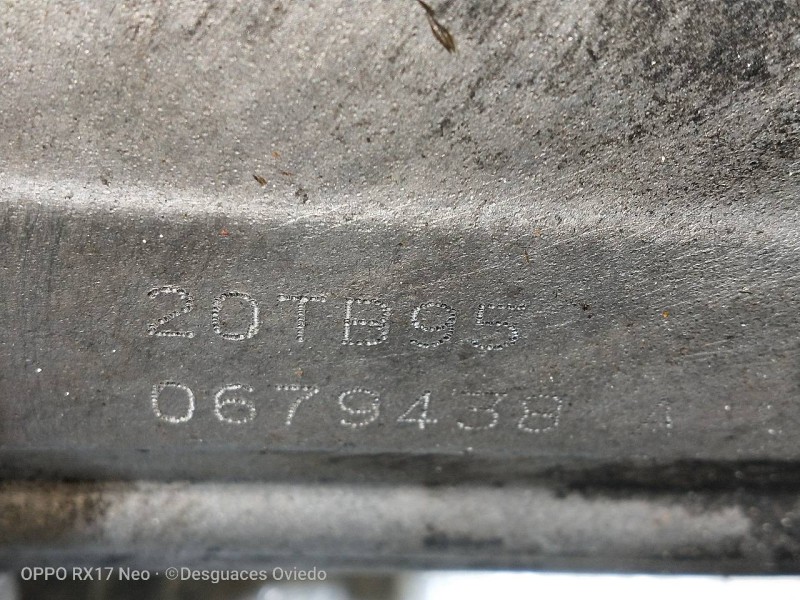 20TB95
0679438
OPPO RX17 Neo · ©Desguaces Oviedo